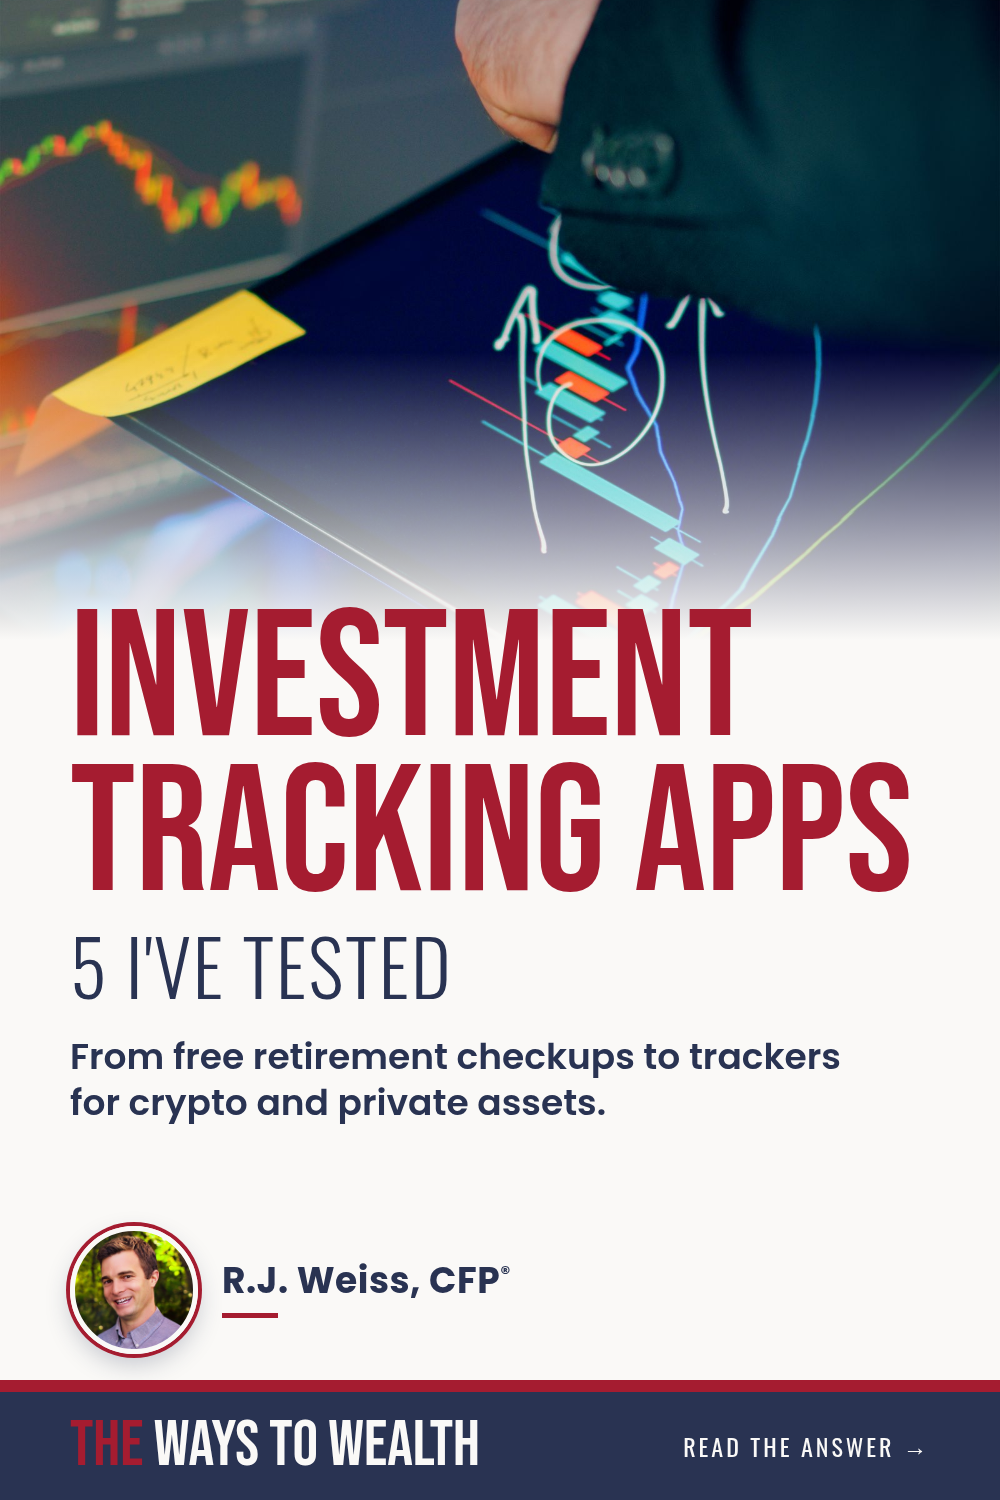 INVESTMENT
TRACKING APPS
5 I'VE TESTED
From free retirement checkups to trackers
for crypto and private assets.
R.J. Weiss, CFP®
THE WAYS TO WEALTH
READ THE ANSWER →